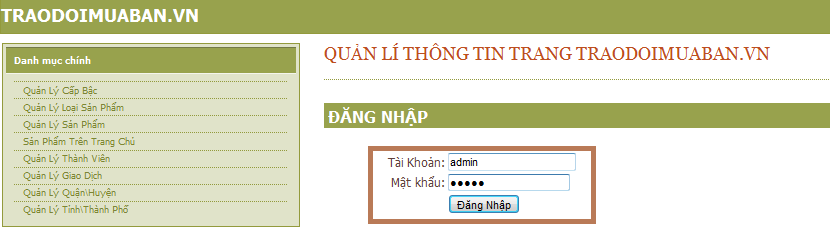 TRAODOIMUABAN.VN
Danh mục chính
Quản Lý Cấp Bậc
Quản Lý Loại Sản Phẩm
Quản Lý Sản Phẩm
Sản Phẩm Trên Trang Chủ
Quản Lý Thành Viên
Quản Lý Giao Dịch
Quản Lý Quận\Huyện
Quản Lý Tỉnh\Thành Phố
QUẢN LÍ THÔNG TIN TRANG TRAODOIMUABAN.VN
ĐĂNG NHẬP
Tài Khoản: admin
Mật khẩu: ●●●●●
Đăng Nhập